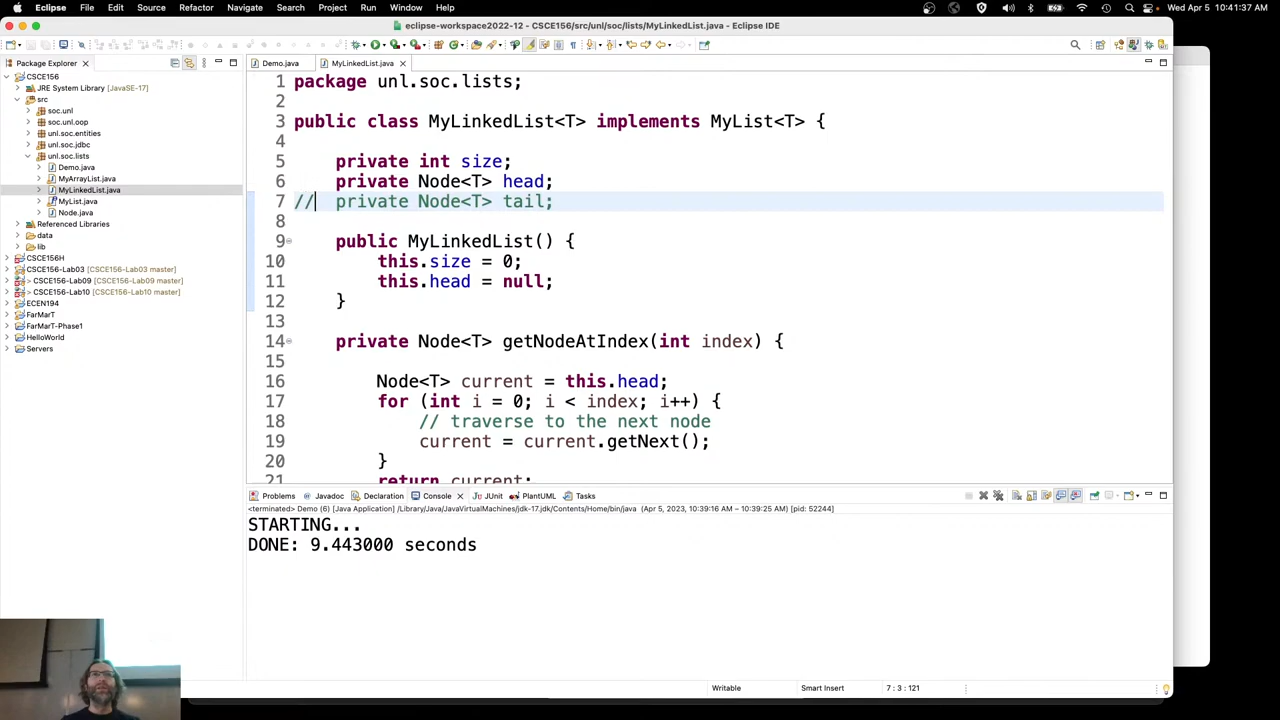 Eclipse File Edit Source Refactor Navigate Search Project Run Window Help Wed Apr 5 10:41:37 AM
eclipse-workspace2022-12 – CSCE156/src/unl/soc/lists/MyLinkedList.java – Eclipse IDE
Package Explorer
Demo.java
MyLinkedList.java
CSCE156
JRE System Library [JavaSE-17]
src
soc.unl
unl.soc.oop
unl.soc.entities
unl.soc.jdbc
unl.soc.lists
Demo.java
MyArrayList.java
MyLinkedList.java
MyList.java
Node.java
Referenced Libraries
data
lib
CSCE156H
CSCE156-Lab03 [CSCE156-Lab03 master]
> CSCE156-Lab09 [CSCE156-Lab09 master]
> CSCE156-Lab10 [CSCE156-Lab10 master]
ECEN194
FarMarT
FarMarT-Phase1
HelloWorld
Servers
1 package unl.soc.lists;
2
3 public class MyLinkedList<T> implements MyList<T> {
4
5 private int size;
6 private Node<T> head;
7 // private Node<T> tail;
8
9 public MyLinkedList() {
10 this.size = 0;
11 this.head = null;
12 }
13
14 private Node<T> getNodeAtIndex(int index) {
15
16 Node<T> current = this.head;
17 for (int i = 0; i < index; i++) {
18 // traverse to the next node
19 current = current.getNext();
20 }
21 return current;
Problems Javadoc Declaration Console JUnit PlantUML Tasks
<terminated> Demo (6) [Java Application] /Library/Java/JavaVirtualMachines/jdk-17.jdk/Contents/Home/bin/java (Apr 5, 2023, 10:39:16 AM – 10:39:25 AM) [pid: 52244]
STARTING...
DONE: 9.443000 seconds
Writable Smart Insert 7 : 3 : 121